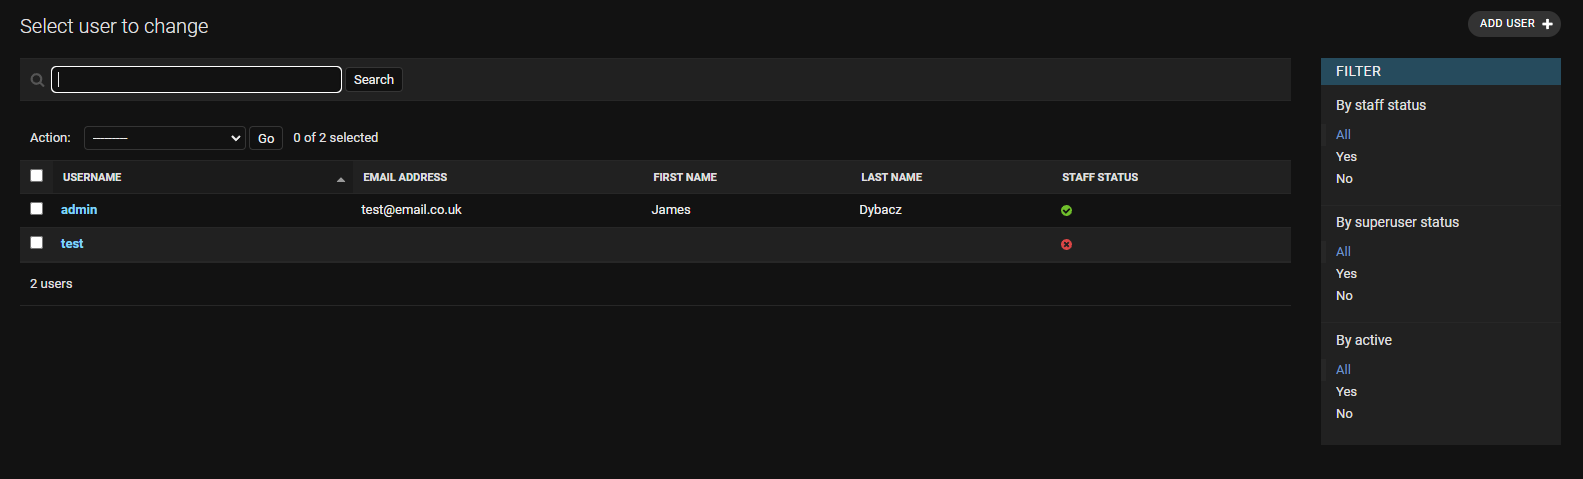 Select user to change
ADD USER
Search
Action: --------- Go 0 of 2 selected
USERNAME EMAIL ADDRESS FIRST NAME LAST NAME STAFF STATUS
admin test@email.co.uk James Dybacz
test
2 users
FILTER
By staff status
All
Yes
No
By superuser status
All
Yes
No
By active
All
Yes
No